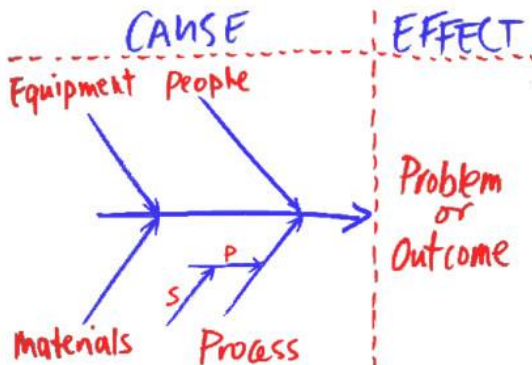 CAUSE EFFECT
Equipment People
Problem
or
Outcome
P
S
Materials Process